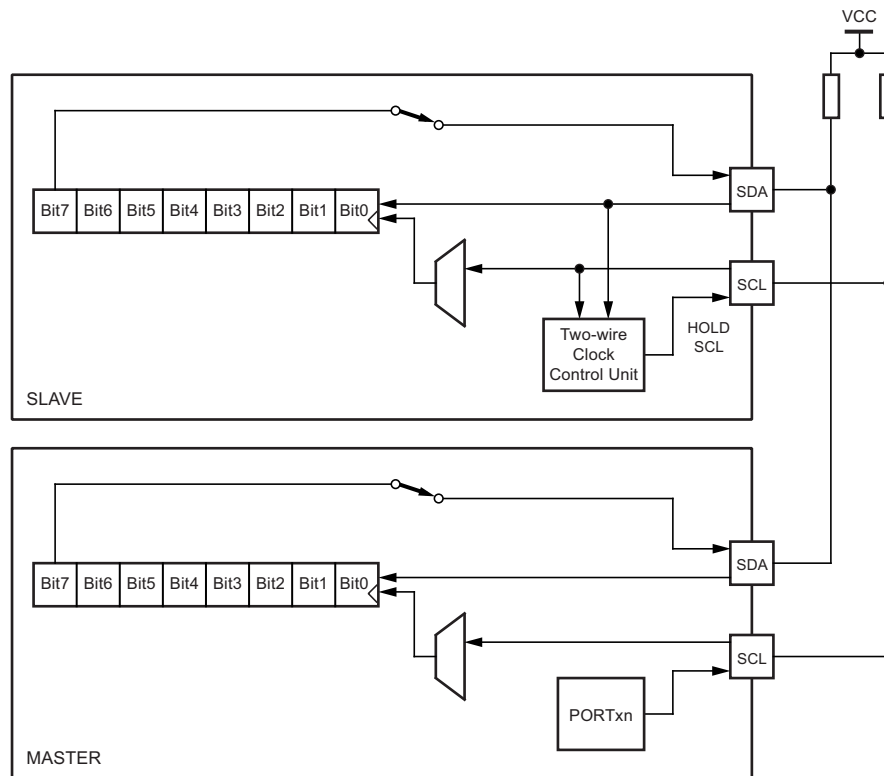 VCC
Bit7 Bit6 Bit5 Bit4 Bit3 Bit2 Bit1 Bit0
SDA
SCL
Two-wire
Clock
Control Unit
HOLD
SCL
SLAVE
Bit7 Bit6 Bit5 Bit4 Bit3 Bit2 Bit1 Bit0
SDA
SCL
PORTxn
MASTER